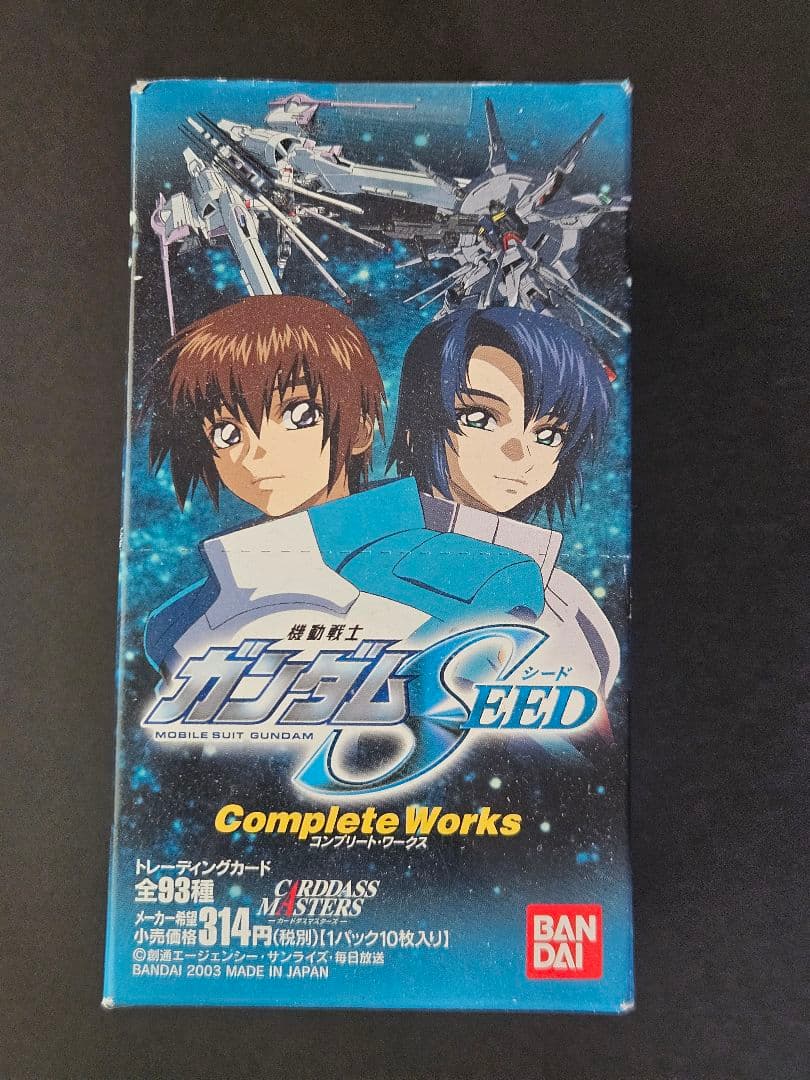 機動戦士
ガンダムSEED
シード
MOBILE SUIT GUNDAM
Complete Works
コンプリート・ワークス
トレーディングカード
全93種
CARDDASS
MASTERS
カードダスマスターズ
メーカー希望
小売価格314円(税別)【1パック10枚入り】
©創通エージェンシー・サンライズ・毎日放送
BANDAI 2003 MADE IN JAPAN
BAN
DAI